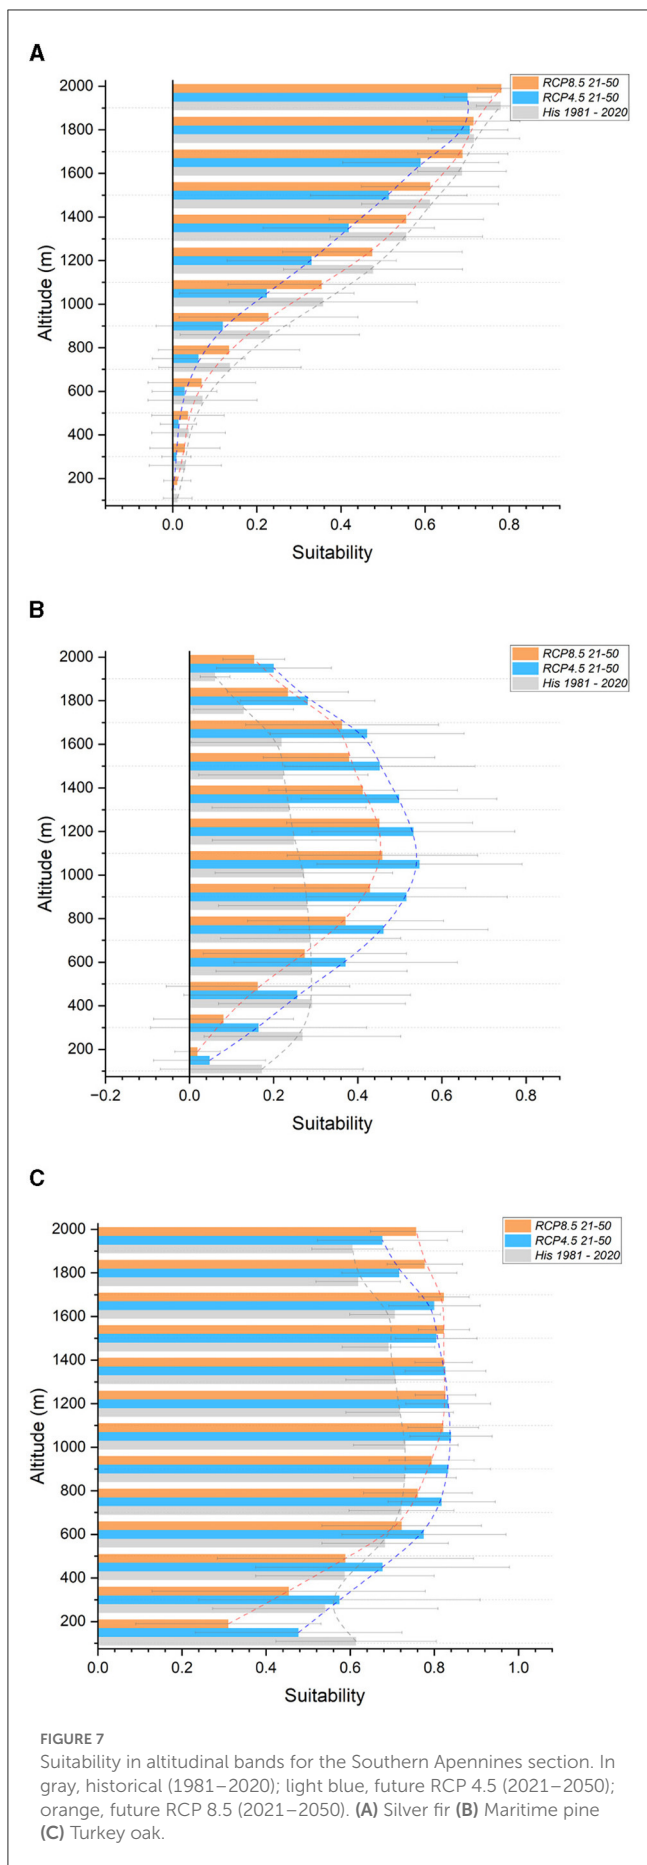 A
RCP8.5 21-50
RCP4.5 21-50
His 1981 - 2020
2000
1800
1600
1400
1200
1000
800
600
400
200
Altitude (m)
0.0 0.2 0.4 0.6 0.8
Suitability
B
RCP8.5 21-50
RCP4.5 21-50
His 1981 - 2020
2000
1800
1600
1400
1200
1000
800
600
400
200
Altitude (m)
−0.2 0.0 0.2 0.4 0.6 0.8
Suitability
C
RCP8.5 21-50
RCP4.5 21-50
His 1981 - 2020
2000
1800
1600
1400
1200
1000
800
600
400
200
Altitude (m)
0.0 0.2 0.4 0.6 0.8 1.0
Suitability
FIGURE 7
Suitability in altitudinal bands for the Southern Apennines section. In
gray, historical (1981–2020); light blue, future RCP 4.5 (2021–2050);
orange, future RCP 8.5 (2021–2050). (A) Silver fir (B) Maritime pine
(C) Turkey oak.